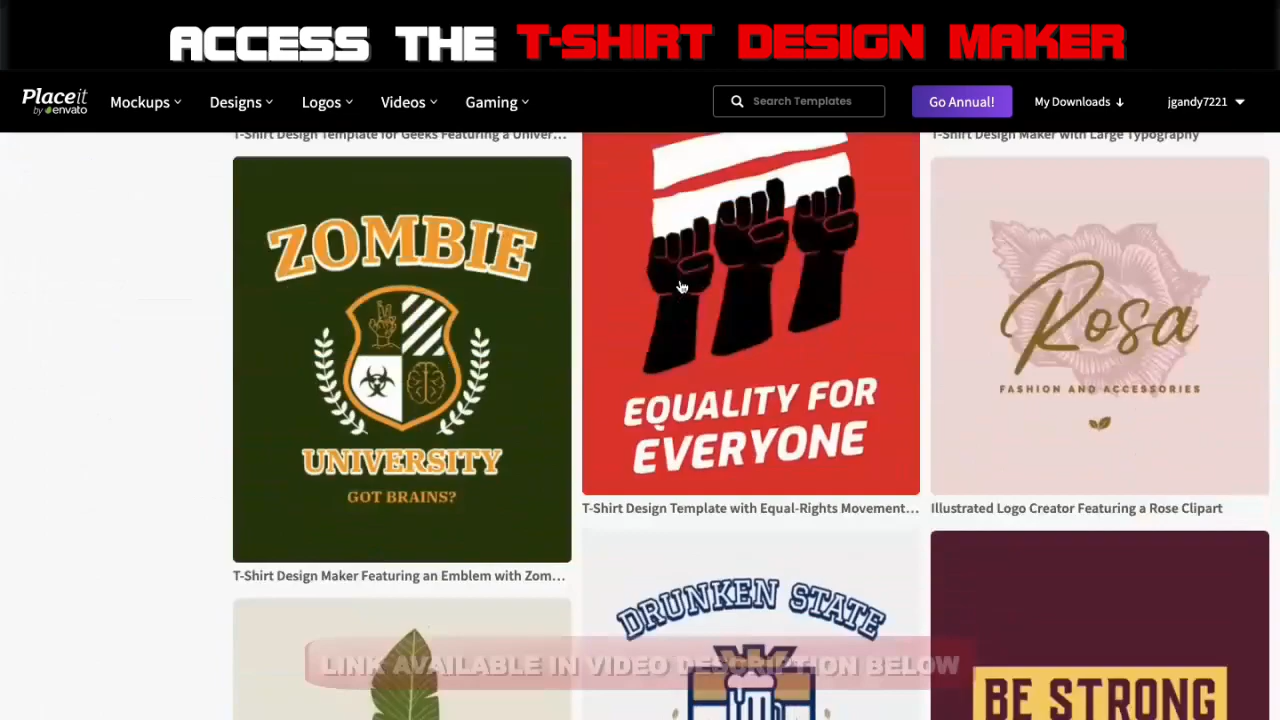 ACCESS THE T-SHIRT DESIGN MAKER
Placeit
by envato
Mockups
Designs
Logos
Videos
Gaming
Search Templates
Go Annual!
My Downloads
jgandy7221
T-Shirt Design Template for Geeks Featuring a Univer...
T-Shirt Design Maker with Large Typography
ZOMBIE
UNIVERSITY
GOT BRAINS?
T-Shirt Design Maker Featuring an Emblem with Zom...
EQUALITY FOR
EVERYONE
T-Shirt Design Template with Equal-Rights Movement...
Rosa
FASHION AND ACCESSORIES
Illustrated Logo Creator Featuring a Rose Clipart
DRUNKEN STATE
BE STRONG
LINK AVAILABLE IN VIDEO DESCRIPTION BELOW